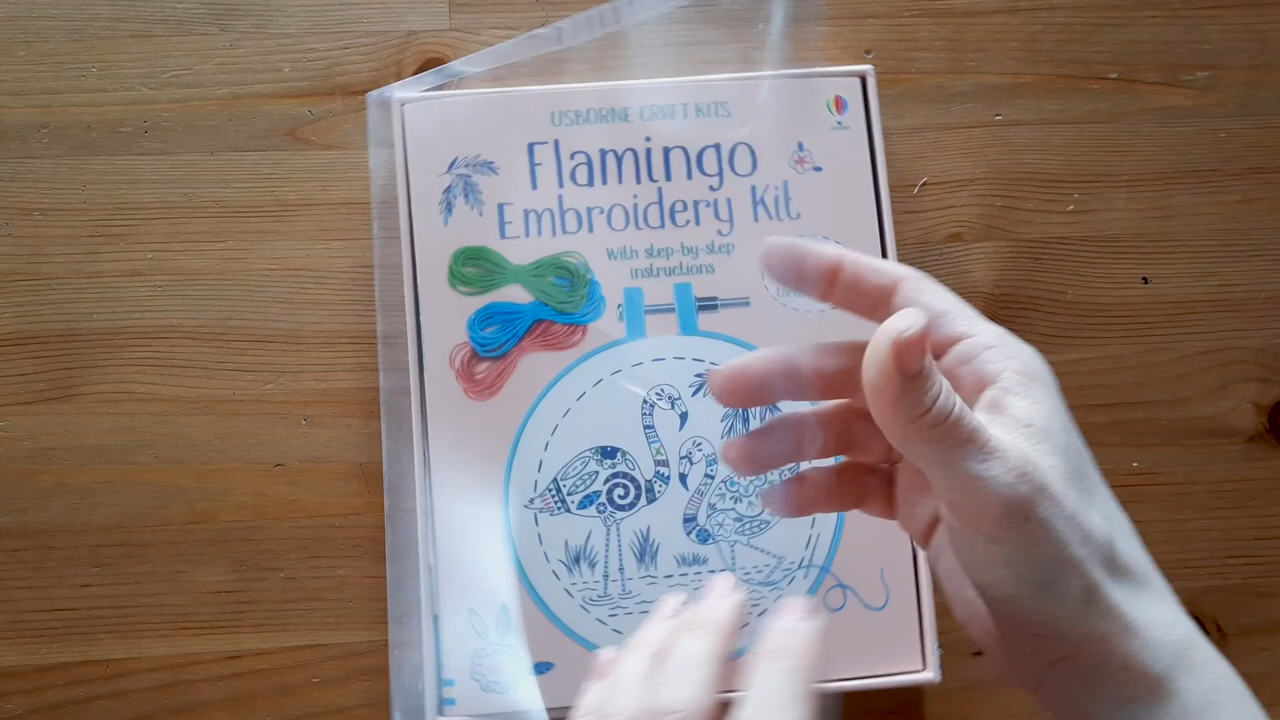 USBORNE CRAFT KITS
Flamingo
Embroidery Kit
With step-by-step
instructions